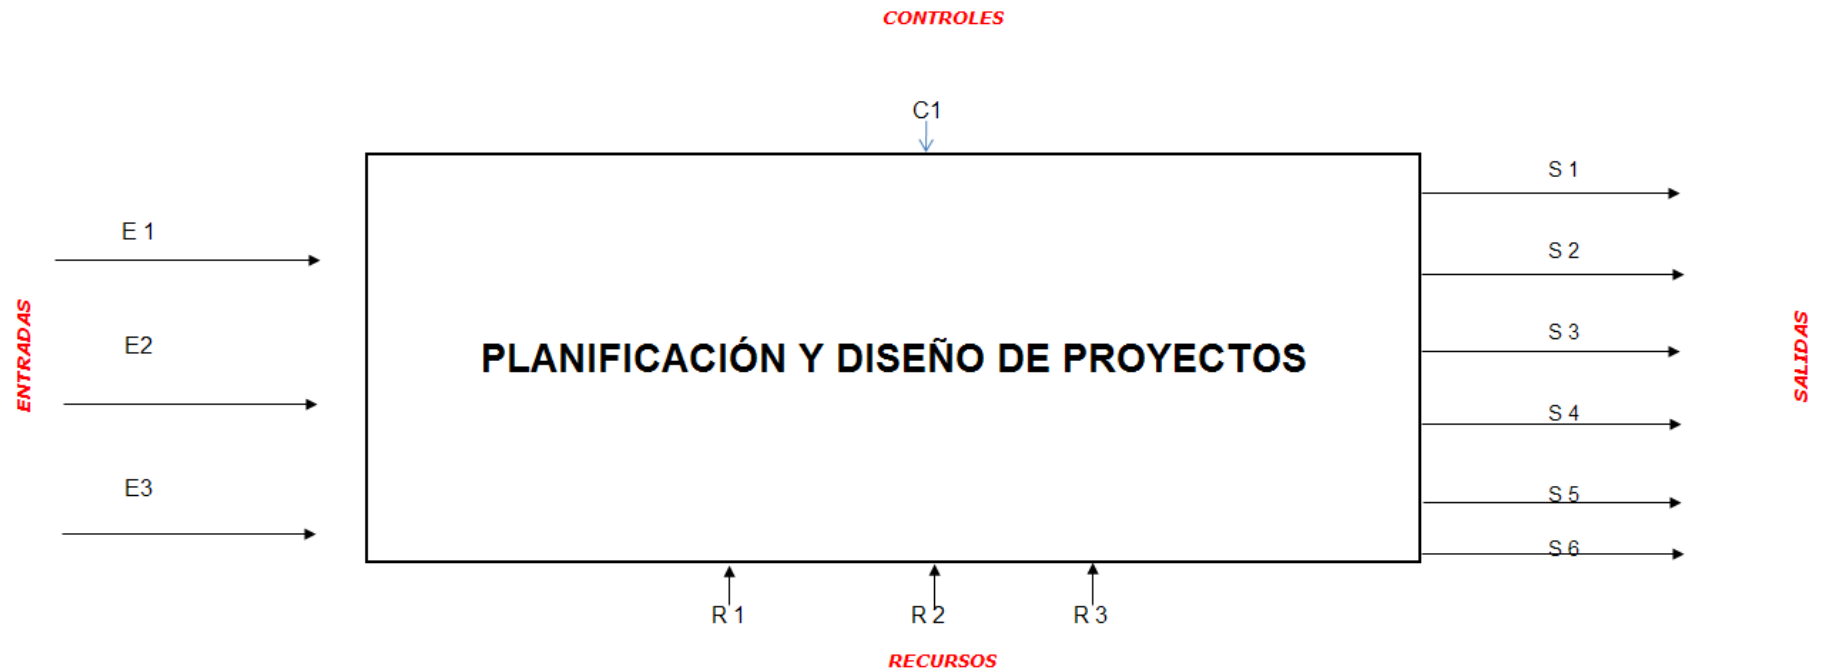 CONTROLES
C1
S 1
E 1
S 2
ENTRADAS
E2
PLANIFICACIÓN Y DISEÑO DE PROYECTOS
S 3
SALIDAS
S 4
E3
S 5
S 6
R 1
R 2
R 3
RECURSOS